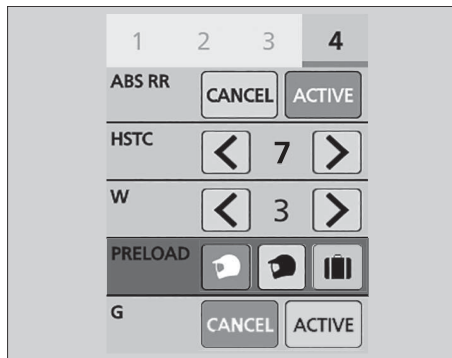 1 2 3 4
ABS RR CANCEL ACTIVE
HSTC 7
W 3
PRELOAD
G CANCEL ACTIVE